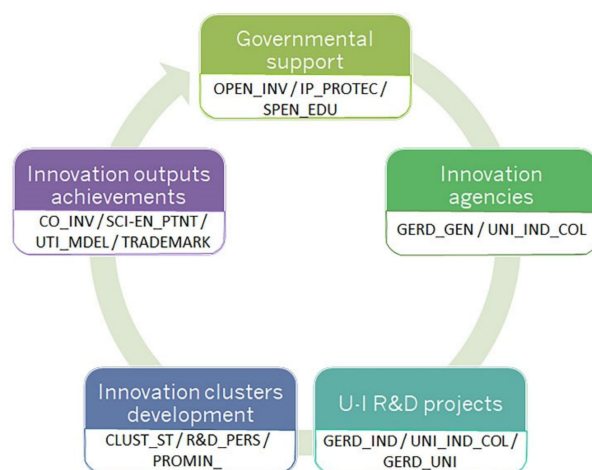 Governmental
support
OPEN_INV / IP_PROTEC /
SPEN_EDU
Innovation
agencies
GERD_GEN / UNI_IND_COL
U-I R&D projects
GERD_IND / UNI_IND_COL/
GERD_UNI
Innovation clusters
development
CLUST_ST / R&D_PERS /
PROMIN_
Innovation outputs
achievements
CO_INV / SCI-EN_PTNT /
UTI_MDEL / TRADEMARK